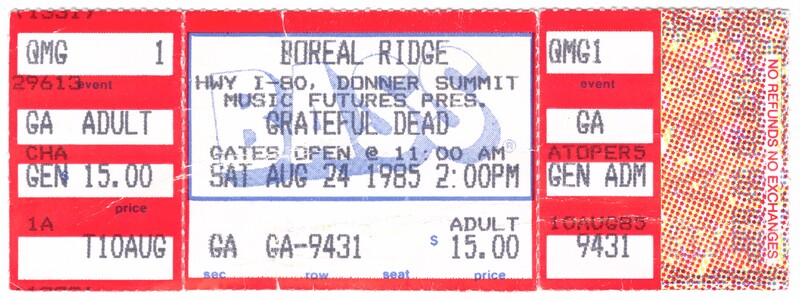 QMG 1
29613 event
GA ADULT
CHA
GEN $ 15.00
price
1A
T10AUG
BASS®
BOREAL RIDGE
HWY I-80, DONNER SUMMIT
MUSIC FUTURES PRES.
GRATEFUL DEAD
GATES OPEN @ 11:00 AM
SAT AUG 24 1985 2:00PM
ADULT
GA GA-9431 $ 15.00
sec row seat price
QMG1
event
GA
ATOPER5
GEN ADM
10AUG85
9431
NO REFUNDS NO EXCHANGES